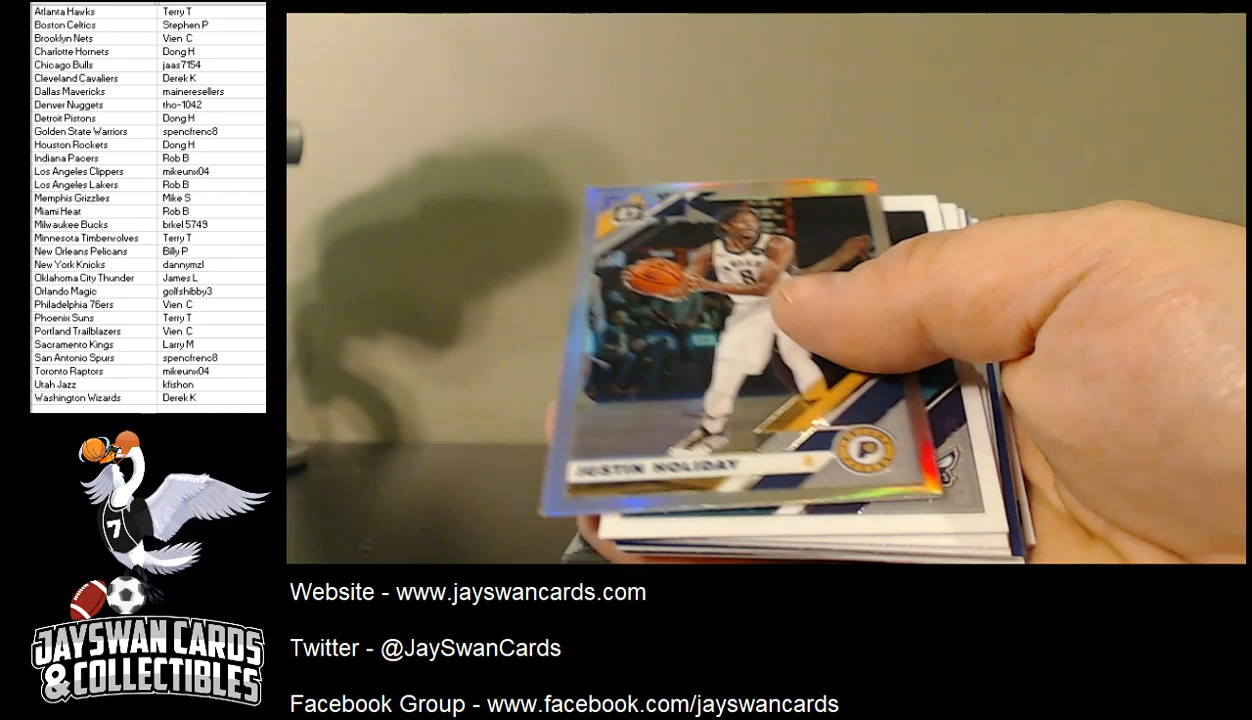 Atlanta Hawks Terry T
Boston Celtics Stephen P
Brooklyn Nets Vien C
Charlotte Hornets Dong H
Chicago Bulls jaas7154
Cleveland Cavaliers Derek K
Dallas Mavericks maineresellers
Denver Nuggets tho-1042
Detroit Pistons Dong H
Golden State Warriors spencfrenc8
Houston Rockets Dong H
Indiana Pacers Rob B
Los Angeles Clippers mikeunx04
Los Angeles Lakers Rob B
Memphis Grizzlies Mike S
Miami Heat Rob B
Milwaukee Bucks brkel5749
Minnesota Timberwolves Terry T
New Orleans Pelicans Billy P
New York Knicks dannymzl
Oklahoma City Thunder James L
Orlando Magic golfshibby3
Philadelphia 76ers Vien C
Phoenix Suns Terry T
Portland Trailblazers Vien C
Sacramento Kings Larry M
San Antonio Spurs spencfrenc8
Toronto Raptors mikeunx04
Utah Jazz kfishon
Washington Wizards Derek K
8
JUSTIN HOLIDAY
7
JAYSWAN CARDS
& COLLECTIBLES
Website - www.jayswancards.com
Twitter - @JaySwanCards
Facebook Group - www.facebook.com/jayswancards